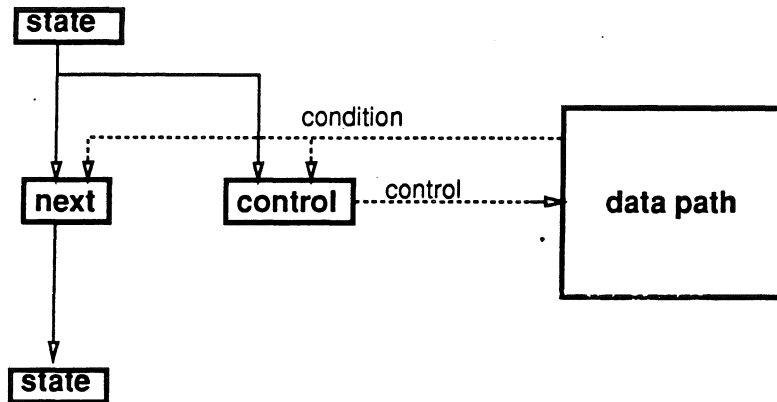 state
condition
next
control
control
data path
state